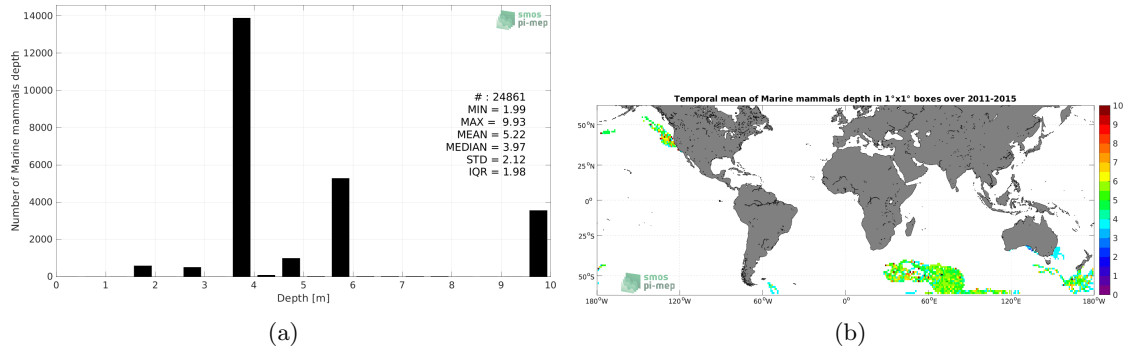 14000
12000
10000
8000
6000
4000
2000
0
Number of Marine mammals depth
smos
pi-mep
# : 24861
MIN = 1.99
MAX = 9.93
MEAN = 5.22
MEDIAN = 3.97
STD = 2.12
IQR = 1.98
0 1 2 3 4 5 6 7 8 9 10
Depth [m]
(a)
Temporal mean of Marine mammals depth in 1°x1° boxes over 2011-2015
50°N
25°N
0°
25°S
50°S
180°W 120°W 60°W 0° 60°E 120°E 180°W
smos
pi-mep
10
9
8
7
6
5
4
3
2
1
0
(b)